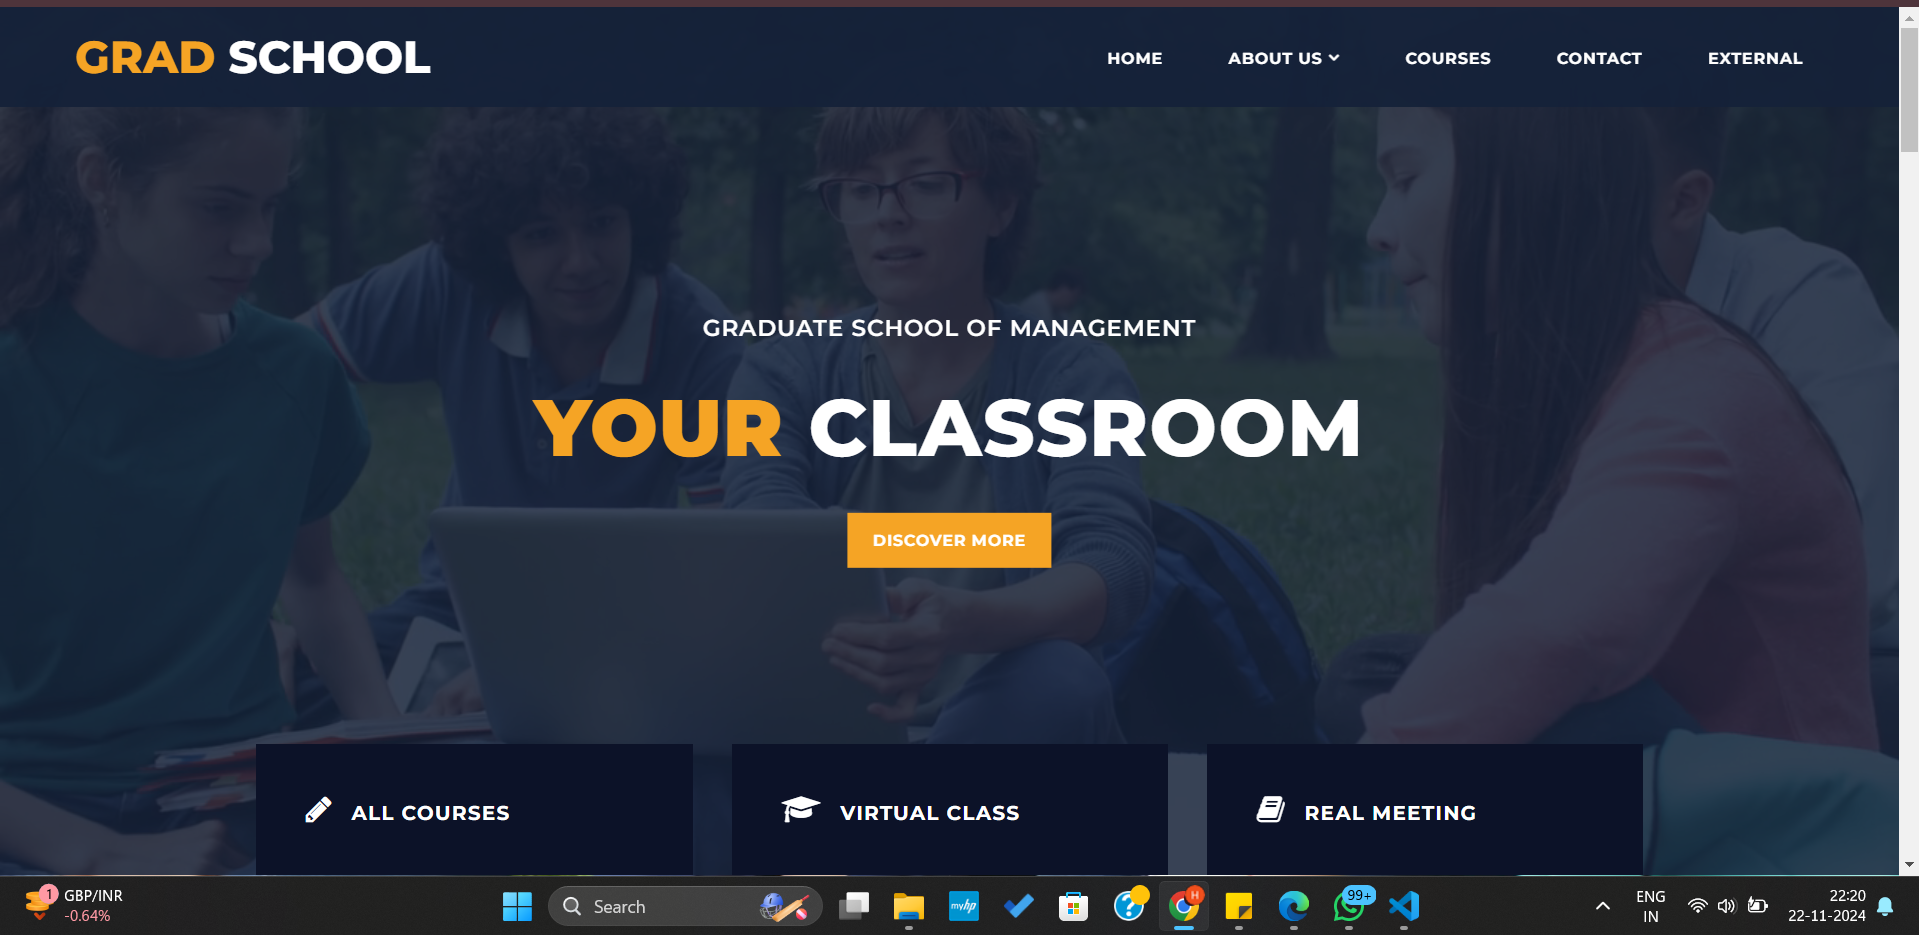 GRAD SCHOOL
HOME ABOUT US COURSES CONTACT EXTERNAL
GRADUATE SCHOOL OF MANAGEMENT
YOUR CLASSROOM
DISCOVER MORE
ALL COURSES VIRTUAL CLASS REAL MEETING
1
GBP/INR
-0.64%
Search
myhp
H
99+
ENG
IN
22:20
22-11-2024